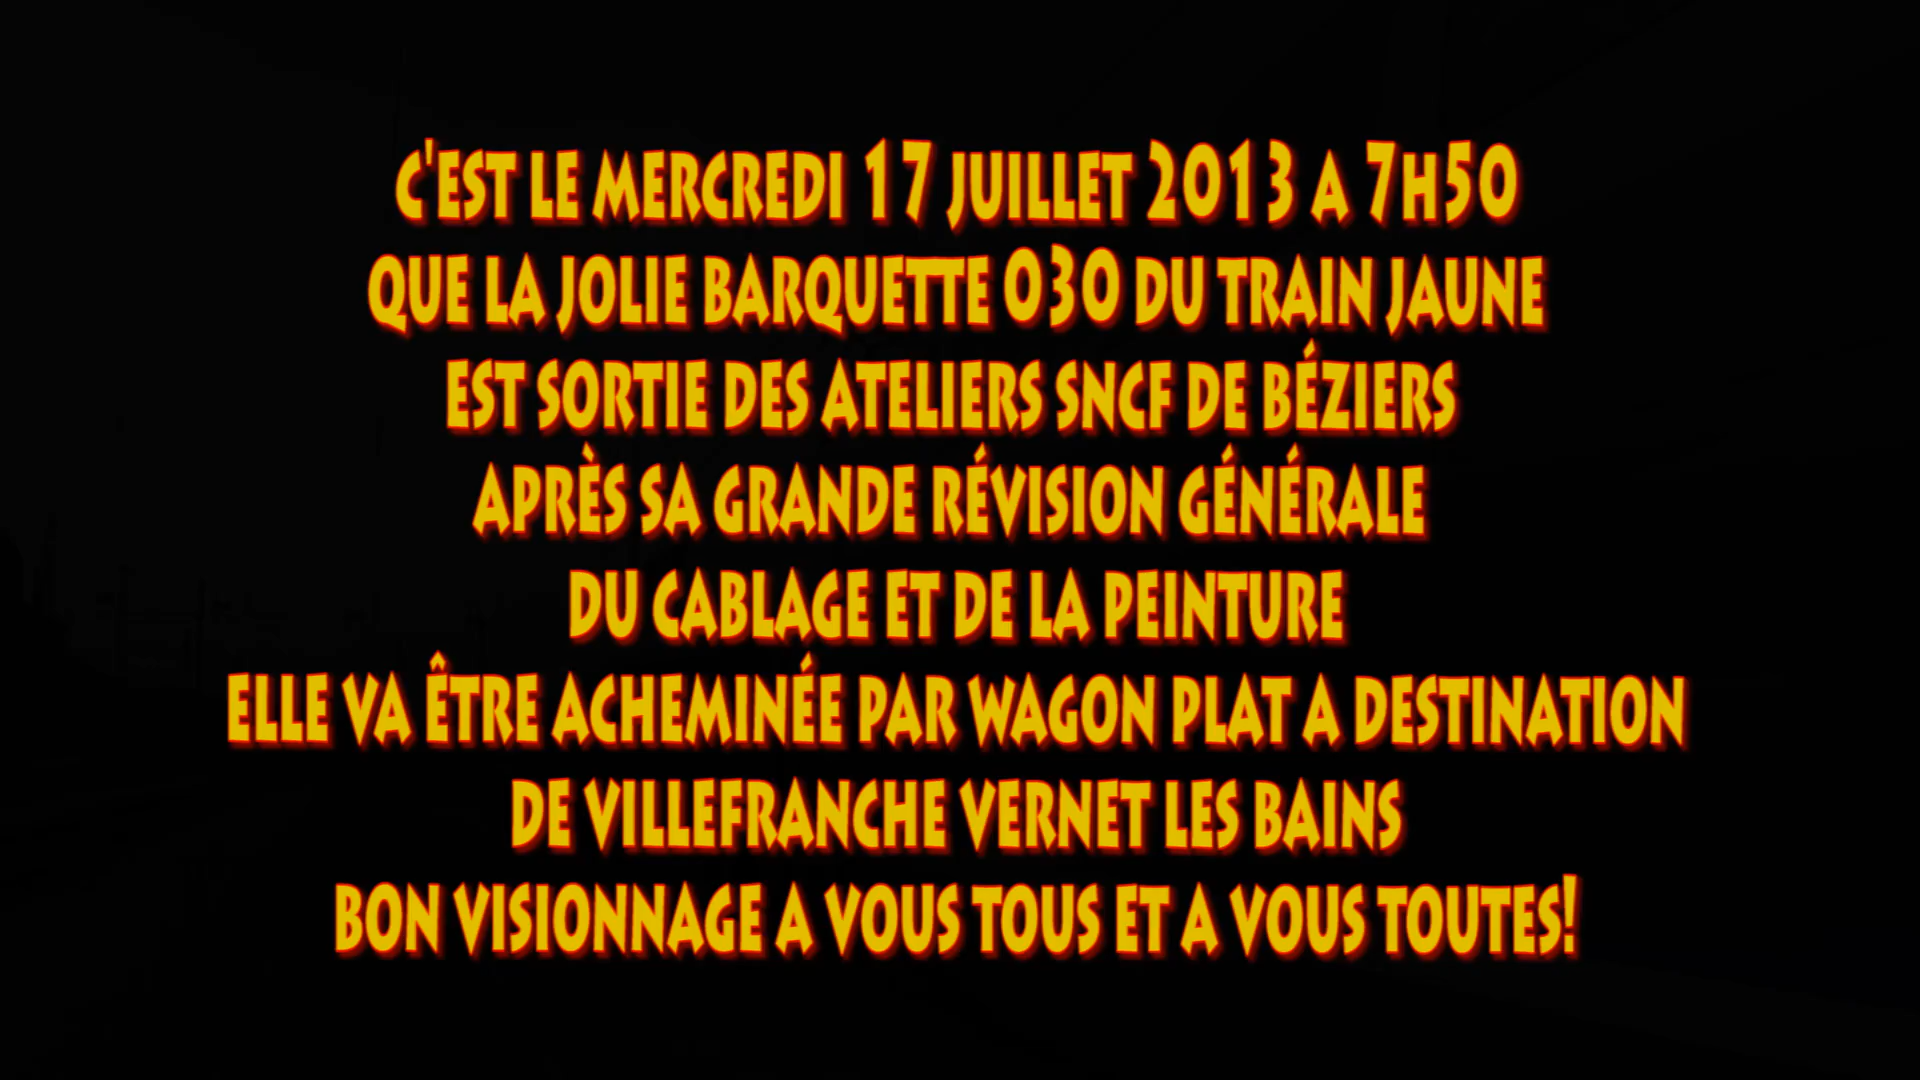 C'EST LE MERCREDI 17 JUILLET 2013 A 7H50
QUE LA JOLIE BARQUETTE 030 DU TRAIN JAUNE
EST SORTIE DES ATELIERS SNCF DE BÉZIERS
APRÈS SA GRANDE RÉVISION GÉNÉRALE
DU CABLAGE ET DE LA PEINTURE
ELLE VA ÊTRE ACHEMINÉE PAR WAGON PLAT A DESTINATION
DE VILLEFRANCHE VERNET LES BAINS
BON VISIONNAGE A VOUS TOUS ET A VOUS TOUTES!